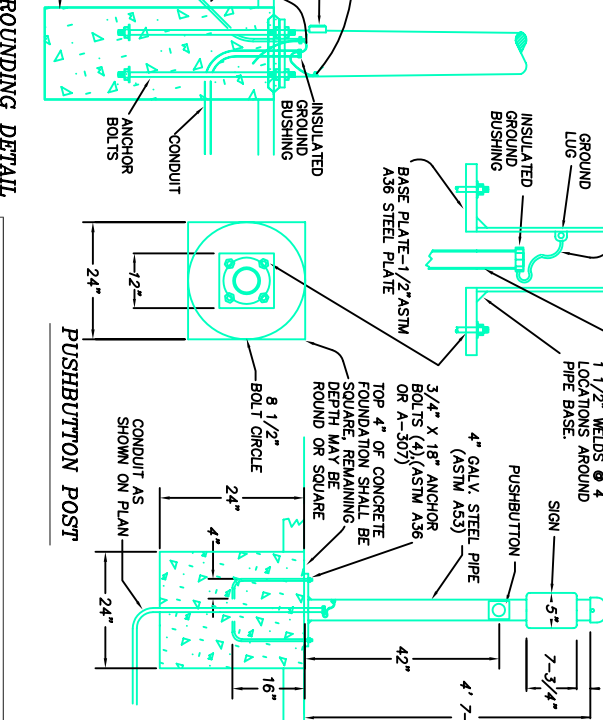 ROUNDING DETAIL
INSULATED
GROUND
BUSHING
CONDUIT
ANCHOR
BOLTS
GROUND
LUG
INSULATED
GROUND
BUSHING
BASE PLATE-1/2"ASTM
A36 STEEL PLATE
1 1/2" WELDS @ 4
LOCATIONS AROUND
PIPE BASE.
24"
12"
8 1/2"
BOLT CIRCLE
PUSHBUTTON POST
SIGN
PUSHBUTTON
4" GALV. STEEL PIPE
(ASTM A53)
3/4" X 18" ANCHOR
BOLTS (4),(ASTM A36
OR A-307)
TOP 4" OF CONCRETE
FOUNDATION SHALL BE
SQUARE, REMAINING
DEPTH MAY BE
ROUND OR SQUARE
CONDUIT AS
SHOWN ON PLAN
24"
4"
24"
16"
42"
5"
7-3/4"
4' 7-